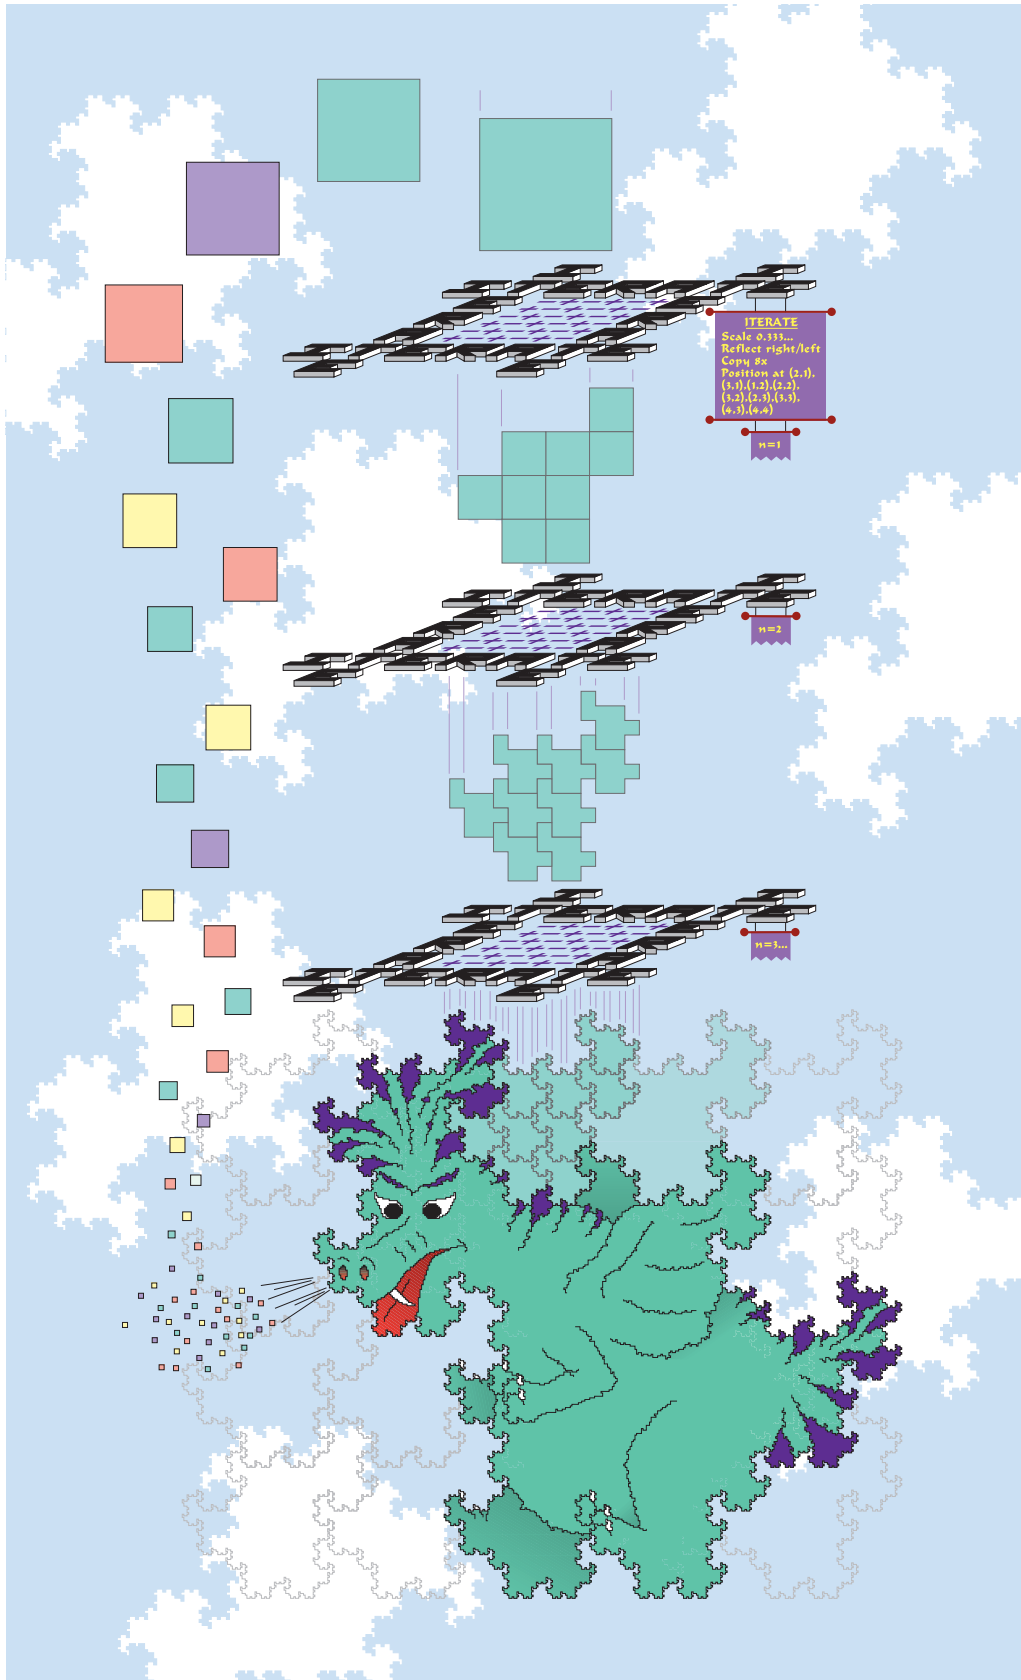 ITERATE
Scale 0.333...
Reflect right/left
Copy 8x
Position at (2.1).
(3.1).(1.2).(2.2).
(3.2).(2.3).(3.3).
(4.3).(4.4)
n=1
n=2
n=3...